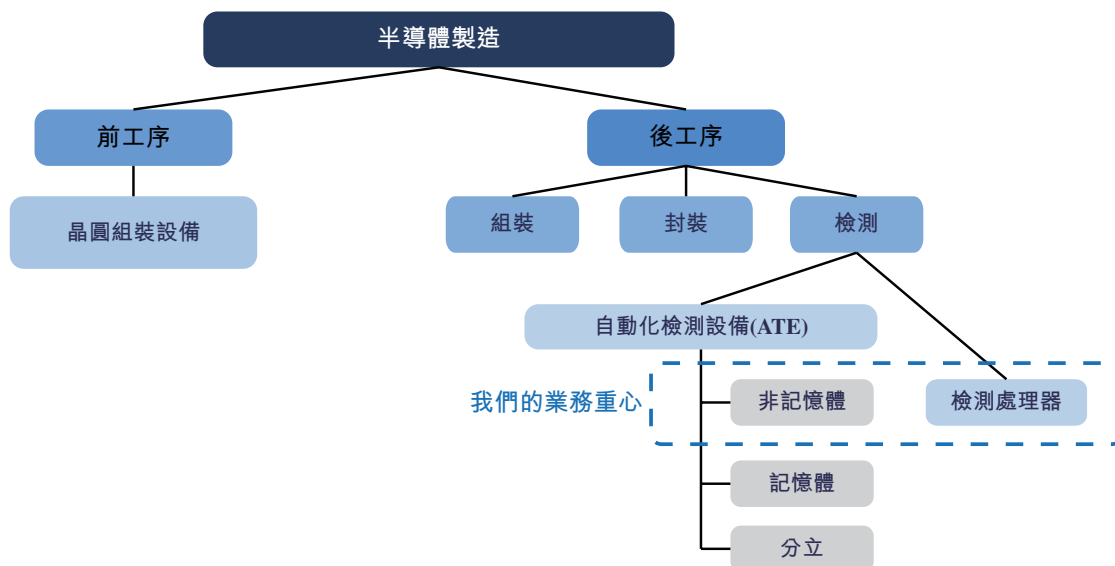 半導體製造
前工序
後工序
晶圓組裝設備
組裝
封裝
檢測
自動化檢測設備(ATE)
我們的業務重心
非記憶體
檢測處理器
記憶體
分立